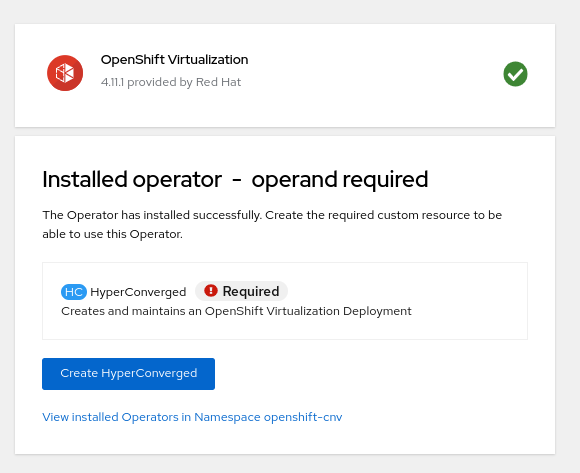 OpenShift Virtualization
4.11.1 provided by Red Hat
Installed operator - operand required
The Operator has installed successfully. Create the required custom resource to be
able to use this Operator.
HC HyperConverged Required
Creates and maintains an OpenShift Virtualization Deployment
Create HyperConverged
View installed Operators in Namespace openshift-cnv